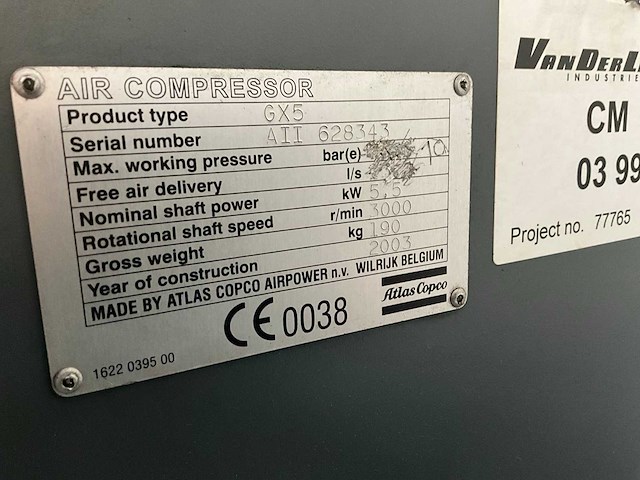 AIR COMPRESSOR
Product type GX5
Serial number AII 628343
Max. working pressure bar(e) 10
Free air delivery l/s
Nominal shaft power kW 5,5
Rotational shaft speed r/min 3000
Gross weight kg 190
Year of construction 2003
MADE BY ATLAS COPCO AIRPOWER n.v. WILRIJK BELGIUM
CE 0038
Atlas Copco
1622 0395 00
VANDERLA
INDUSTRIE
CM
03 99
Project no. 77765